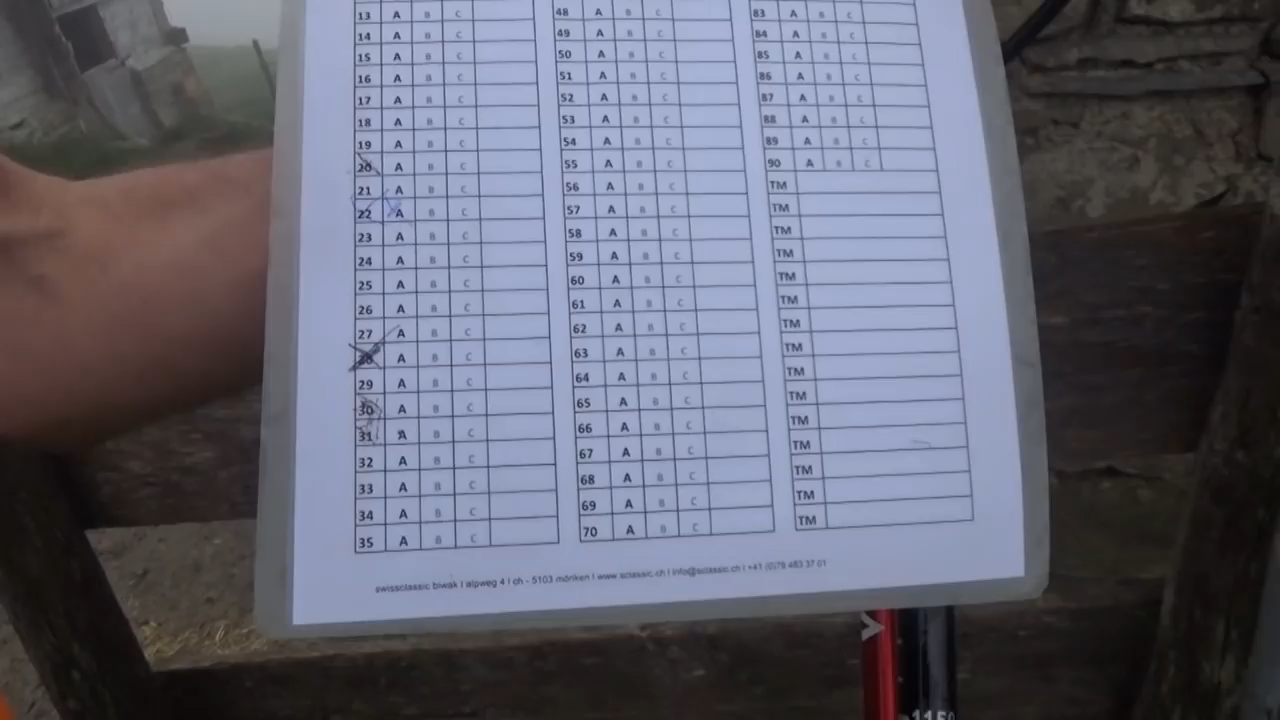 13 A B C 48 A B C 83 A B C
14 A B C 49 A B C 84 A B C
15 A B C 50 A B C 85 A B C
16 A B C 51 A B C 86 A B C
17 A B C 52 A B C 87 A B C
18 A B C 53 A B C 88 A B C
19 A B C 54 A B C 89 A B C
20 A B C 55 A B C 90 A B C
21 A B C 56 A B C TM
22 A B C 57 A B C TM
23 A B C 58 A B C TM
24 A B C 59 A B C TM
25 A B C 60 A B C TM
26 A B C 61 A B C TM
27 A B C 62 A B C TM
28 A B C 63 A B C TM
29 A B C 64 A B C TM
30 A B C 65 A B C TM
31 A B C 66 A B C TM
32 A B C 67 A B C TM
33 A B C 68 A B C TM
34 A B C 69 A B C TM
35 A B C 70 A B C TM
swissclassic biwak I alpweg 4 I ch - 5103 möriken I www.sclassic.ch I info@sclassic.ch I +41 (0)79 483 37 01
1150